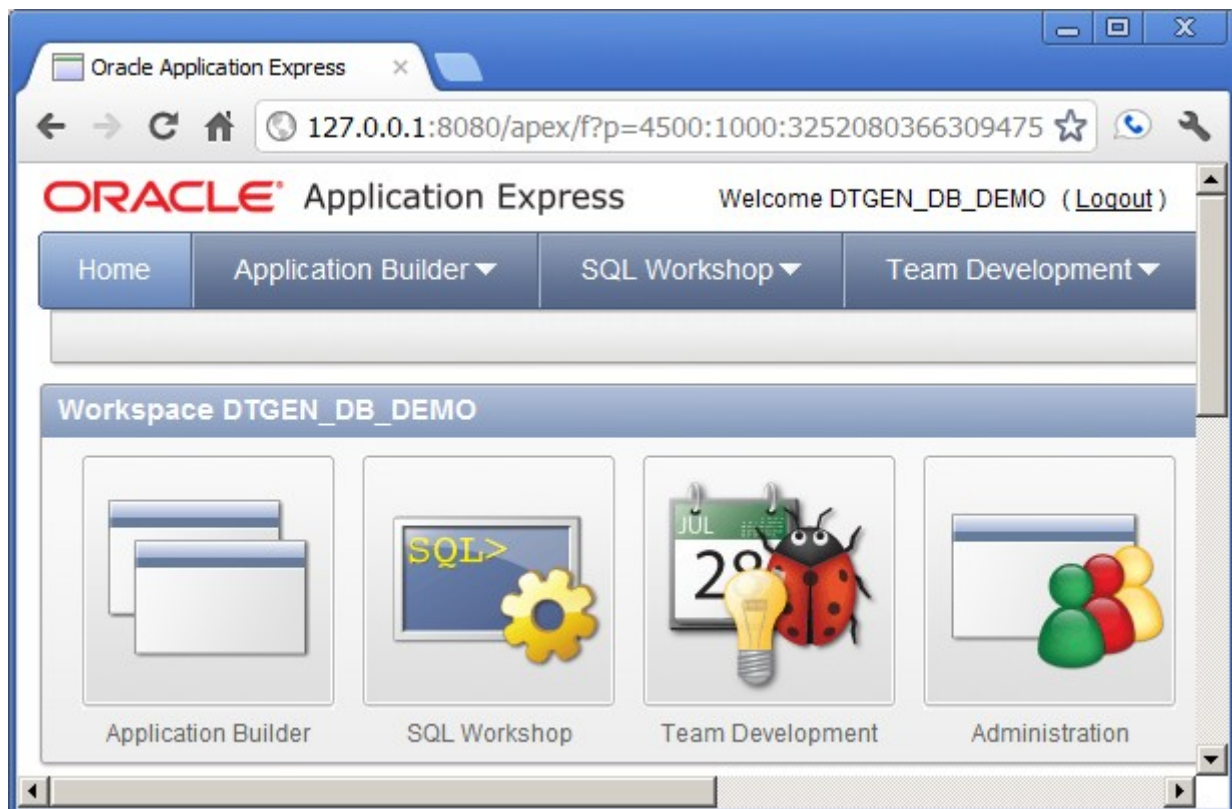 Oracle Application Express
127.0.0.1:8080/apex/f?p=4500:1000:3252080366309475
ORACLE Application Express Welcome DTGEN_DB_DEMO ( Logout )
Home Application Builder SQL Workshop Team Development
Workspace DTGEN_DB_DEMO
SQL>
JUL
28
Application Builder SQL Workshop Team Development Administration